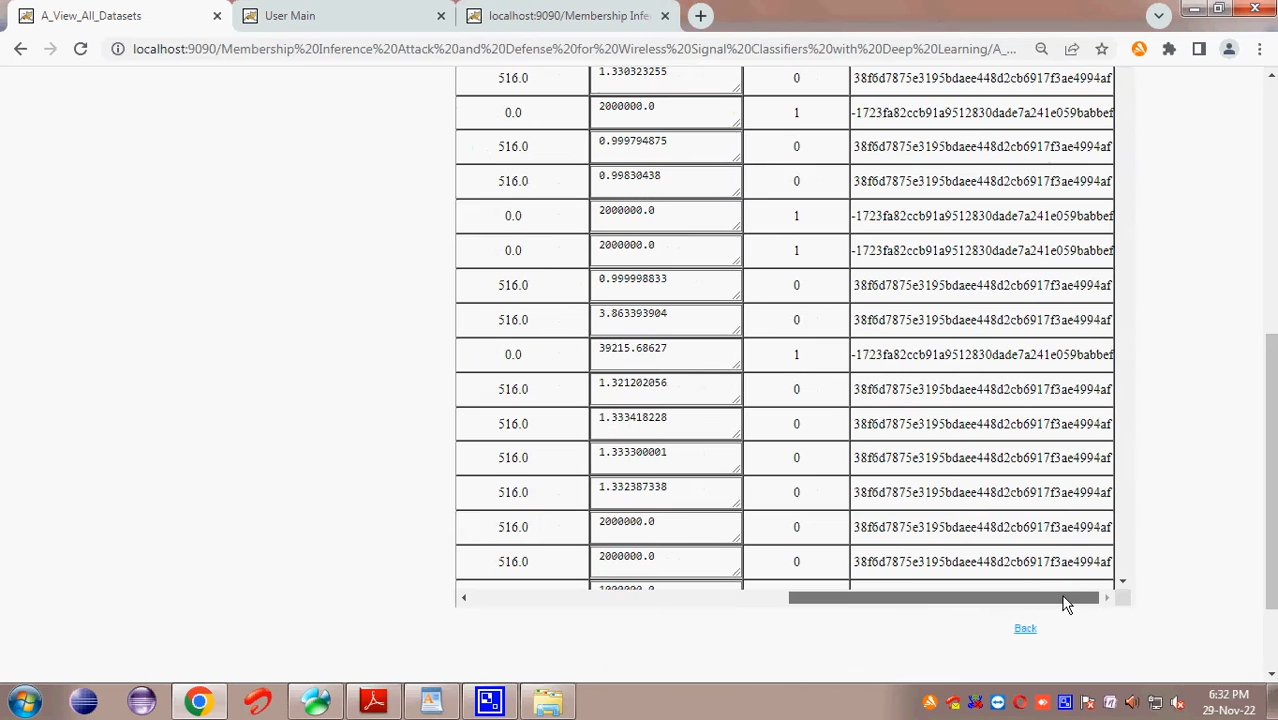 A_View_All_Datasets
User Main
localhost:9090/Membership Infe
localhost:9090/Membership%20Inference%20Attack%20and%20Defense%20for%20Wireless%20Signal%20Classifiers%20with%20Deep%20Learning/A_...
516.0 1.330323255 0 38f6d7875e3195bdaee448d2cb6917f3ae4994af
0.0 2000000.0 1 -1723fa82ccb91a9512830dade7a241e059babbef
516.0 0.999794875 0 38f6d7875e3195bdaee448d2cb6917f3ae4994af
516.0 0.99830438 0 38f6d7875e3195bdaee448d2cb6917f3ae4994af
0.0 2000000.0 1 -1723fa82ccb91a9512830dade7a241e059babbef
0.0 2000000.0 1 -1723fa82ccb91a9512830dade7a241e059babbef
516.0 0.999998833 0 38f6d7875e3195bdaee448d2cb6917f3ae4994af
516.0 3.863393904 0 38f6d7875e3195bdaee448d2cb6917f3ae4994af
0.0 39215.68627 1 -1723fa82ccb91a9512830dade7a241e059babbef
516.0 1.321202056 0 38f6d7875e3195bdaee448d2cb6917f3ae4994af
516.0 1.333418228 0 38f6d7875e3195bdaee448d2cb6917f3ae4994af
516.0 1.333300001 0 38f6d7875e3195bdaee448d2cb6917f3ae4994af
516.0 1.332387338 0 38f6d7875e3195bdaee448d2cb6917f3ae4994af
516.0 2000000.0 0 38f6d7875e3195bdaee448d2cb6917f3ae4994af
516.0 2000000.0 0 38f6d7875e3195bdaee448d2cb6917f3ae4994af
Back
6:32 PM
29-Nov-22